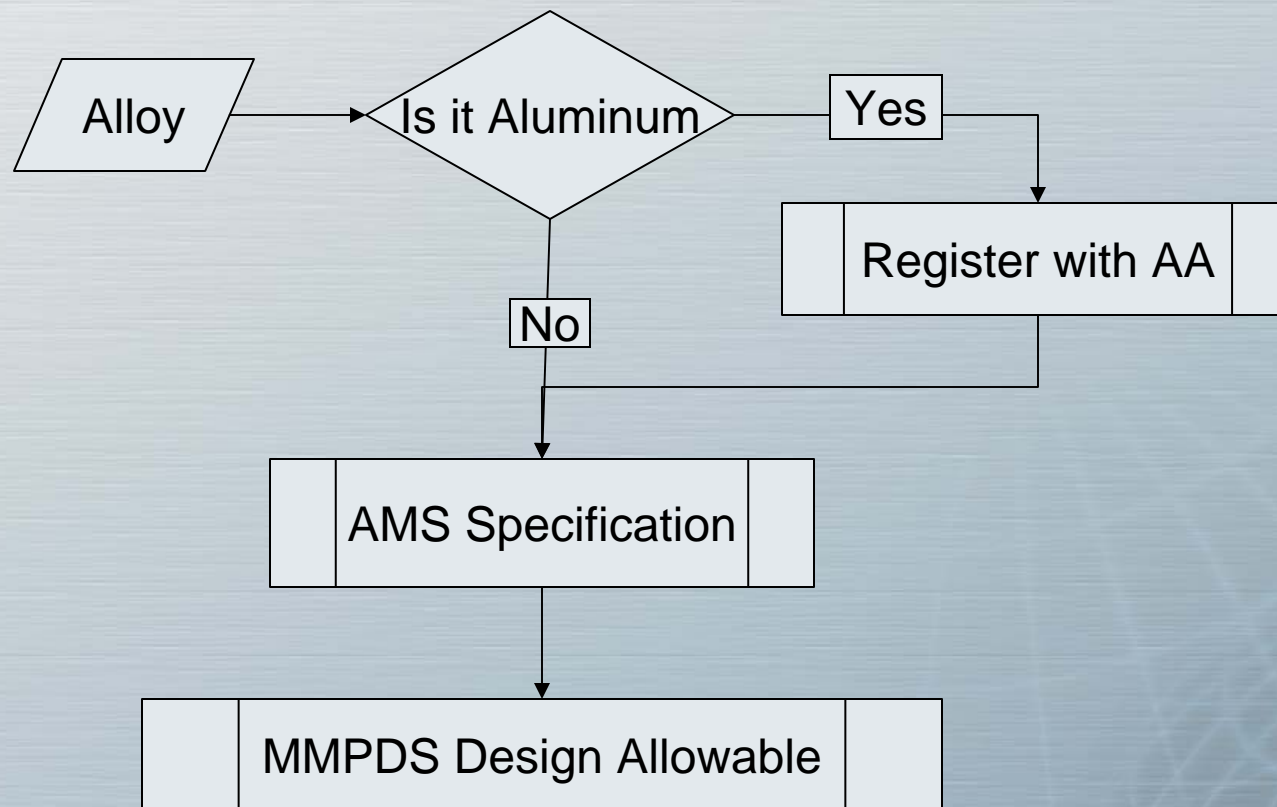 Alloy
Is it Aluminum
Yes
Register with AA
No
AMS Specification
MMPDS Design Allowable